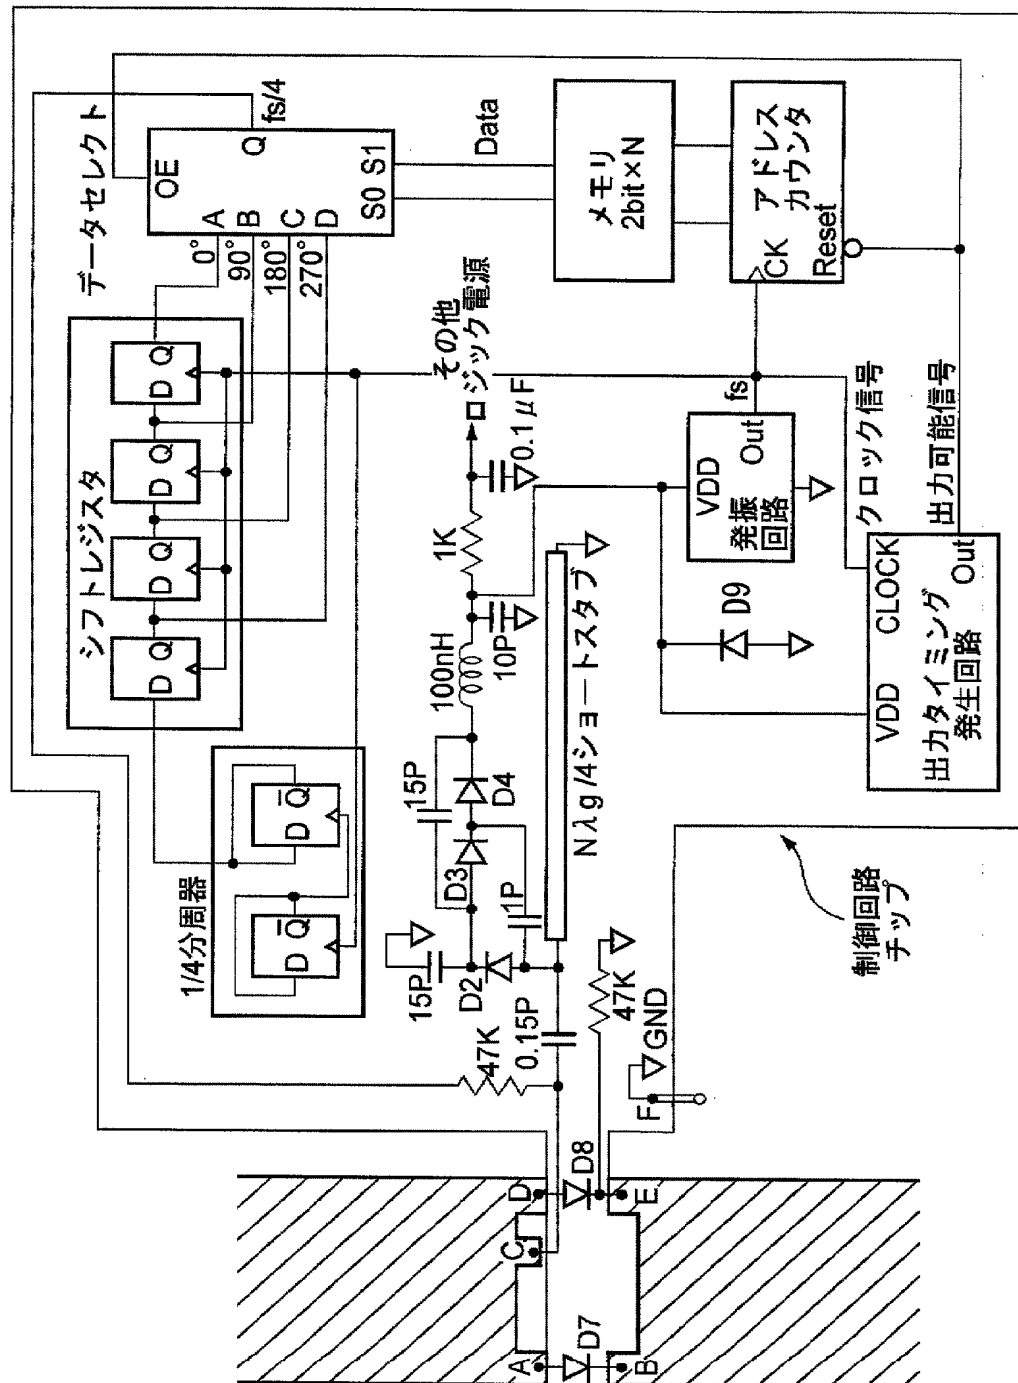 データセレクト
シフトレジスタ
1/4分周器
D Q
D Q
D Q
D Q
D Q̅
D Q̅
OE
A
B
C
D
Q
S0 S1
0°
90°
180°
270°
fs/4
Data
メモリ
2bit×N
アドレス
カウンタ
CK
Reset
その他
ロジック電源
0.1μF
1K
10P
100nH
15P
D4
D3
1P
15P
D2
0.15P
47K
Nλg/4ショートスタブ
47K
GND
F
fs
Out
VDD
発振
回路
D9
クロック信号
出力可能信号
VDD
CLOCK
Out
出力タイミング
発生回路
制御回路
チップ
A
B
C
D
E
D7
D8